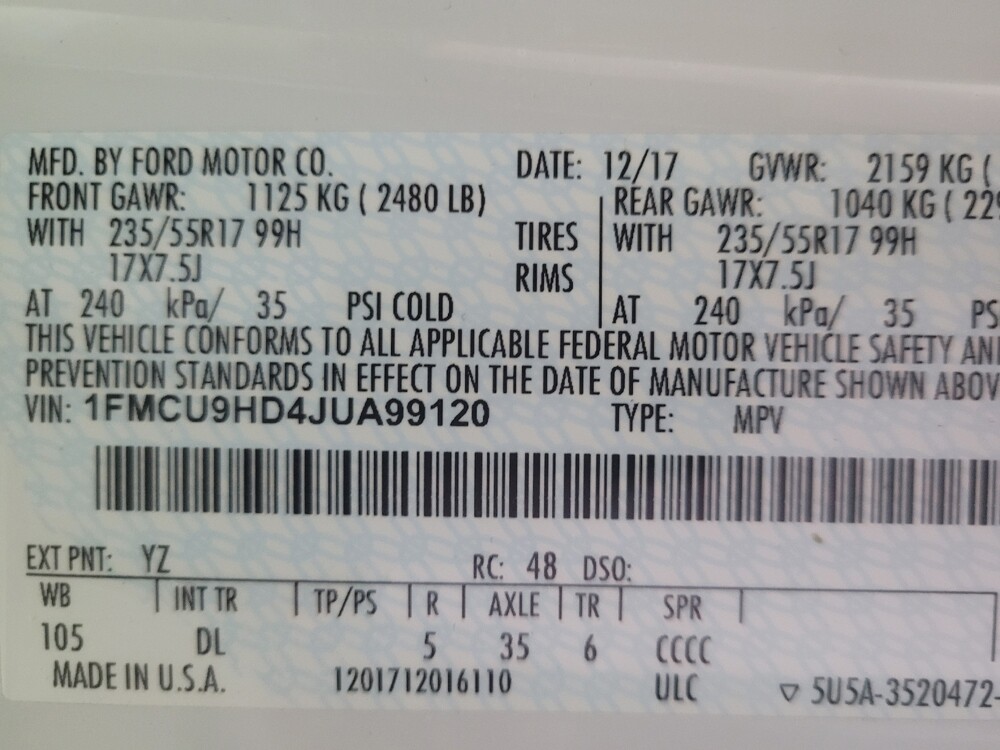 MFD. BY FORD MOTOR CO. DATE: 12/17 GVWR: 2159 KG (
FRONT GAWR: 1125 KG ( 2480 LB) REAR GAWR: 1040 KG ( 229
WITH 235/55R17 99H TIRES WITH 235/55R17 99H
17X7.5J RIMS 17X7.5J
AT 240 kPa/ 35 PSI COLD AT 240 kPa/ 35 PS
THIS VEHICLE CONFORMS TO ALL APPLICABLE FEDERAL MOTOR VEHICLE SAFETY AN
PREVENTION STANDARDS IN EFFECT ON THE DATE OF MANUFACTURE SHOWN ABOV
VIN: 1FMCU9HD4JUA99120 TYPE: MPV
EXT PNT: YZ RC: 48 DSO:
WB INT TR TP/PS R AXLE TR SPR
105 DL 5 35 6 CCCC
MADE IN U.S.A. 1201712016110 ULC ▽ 5U5A-3520472-